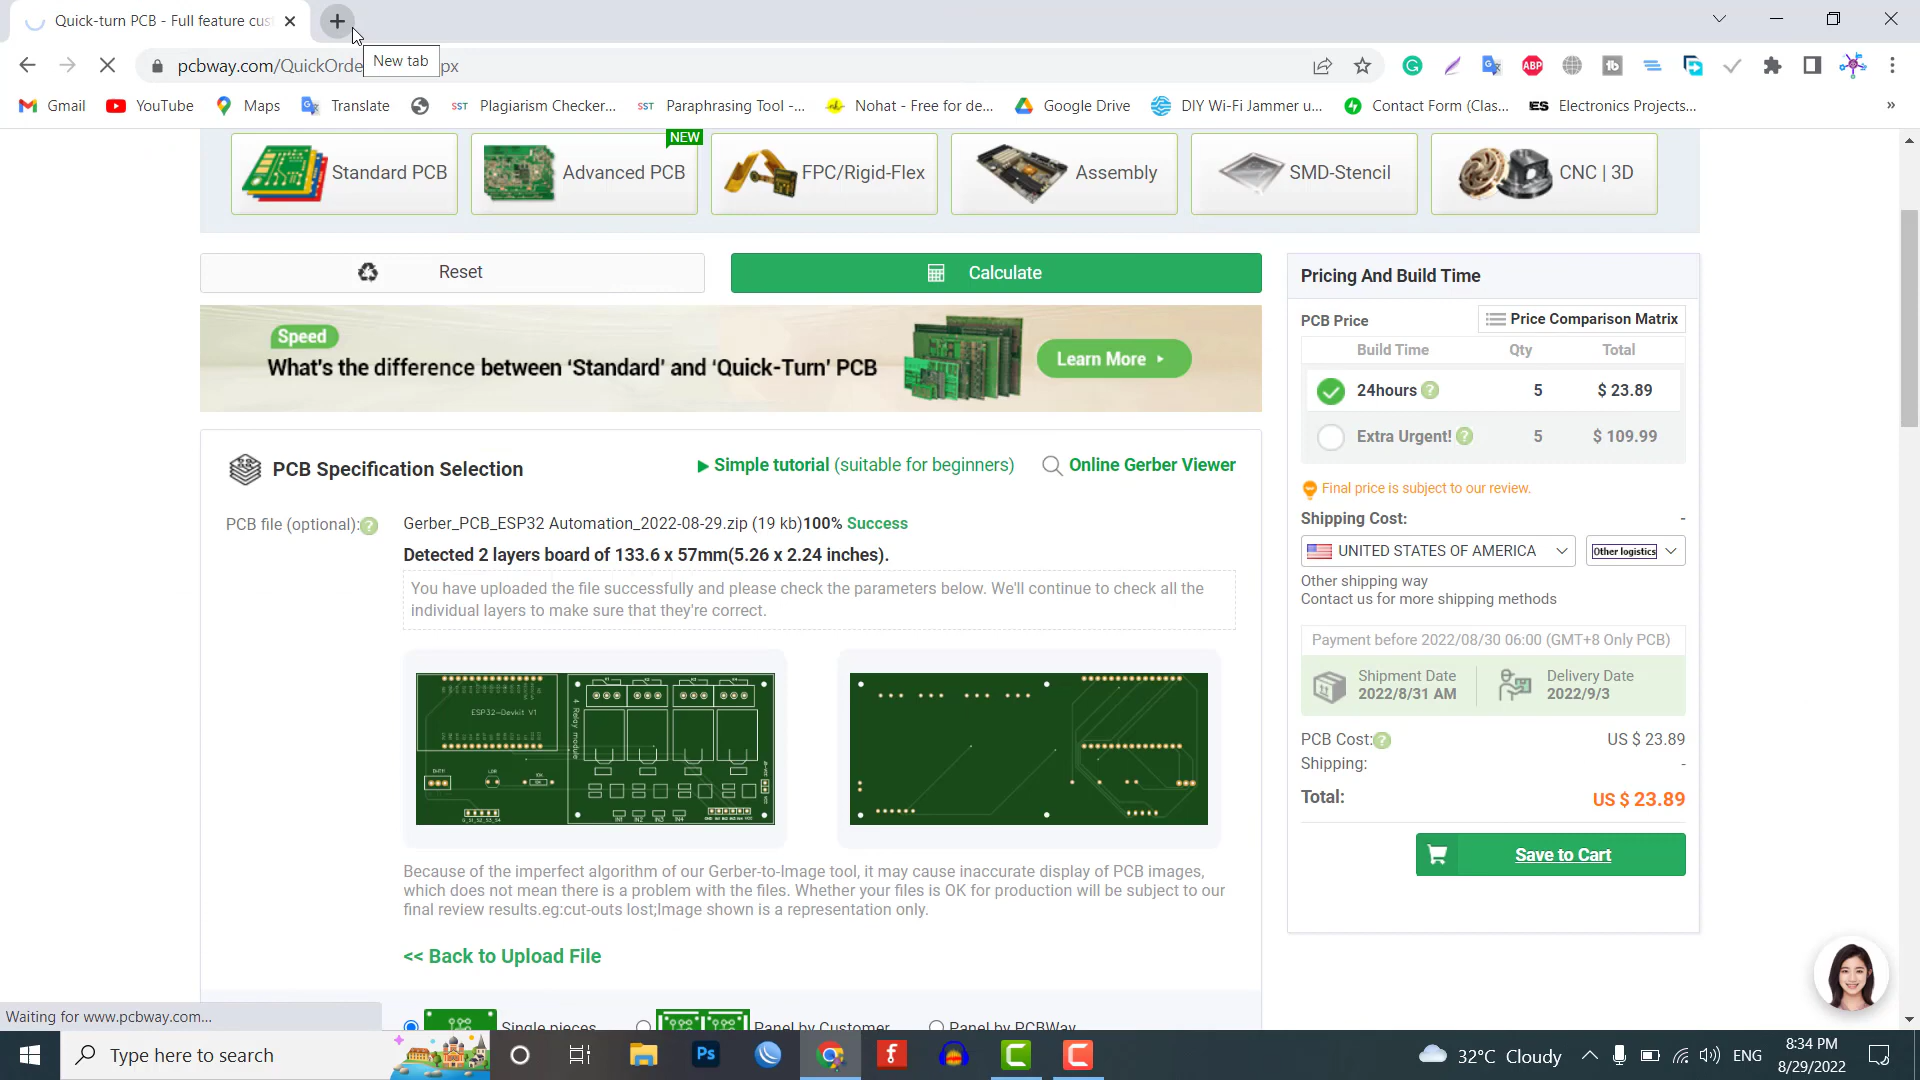 Quick-turn PCB - Full feature cus
pcbway.com/QuickOrde
px
New tab
Gmail
YouTube
Maps
Translate
SST Plagiarism Checker...
SST Paraphrasing Tool -...
Nohat - Free for de...
Google Drive
DIY Wi-Fi Jammer u...
Contact Form (Clas...
ES Electronics Projects...
»
Standard PCB
NEW
Advanced PCB
FPC/Rigid-Flex
Assembly
SMD-Stencil
CNC | 3D
Reset
Calculate
Speed
What's the difference between ‘Standard’ and ‘Quick-Turn’ PCB
Learn More
PCB Specification Selection
Simple tutorial (suitable for beginners)
Online Gerber Viewer
PCB file (optional):
Gerber_PCB_ESP32 Automation_2022-08-29.zip (19 kb)100% Success
Detected 2 layers board of 133.6 x 57mm(5.26 x 2.24 inches).
You have uploaded the file successfully and please check the parameters below. We'll continue to check all the
individual layers to make sure that they're correct.
ESP32-Devkit V1
4 Relay module
DHT11
LDR
10K
G_S1_S2_S3_S4
IN1 IN2 IN3 IN4
Because of the imperfect algorithm of our Gerber-to-Image tool, it may cause inaccurate display of PCB images,
which does not mean there is a problem with the files. Whether your files is OK for production will be subject to our
final review results.eg:cut-outs lost;Image shown is a representation only.
<< Back to Upload File
Single pieces
Panel by Customer
Panel by PCBWay
Pricing And Build Time
PCB Price
Price Comparison Matrix
Build Time Qty Total
24hours 5 $ 23.89
Extra Urgent! 5 $ 109.99
Final price is subject to our review.
Shipping Cost: -
UNITED STATES OF AMERICA
Other logistics
Other shipping way
Contact us for more shipping methods
Payment before 2022/08/30 06:00 (GMT+8 Only PCB)
Shipment Date
2022/8/31 AM
Delivery Date
2022/9/3
PCB Cost: US $ 23.89
Shipping: -
Total: US $ 23.89
Save to Cart
Waiting for www.pcbway.com...
Type here to search
Ps
32°C Cloudy
ENG
8:34 PM
8/29/2022